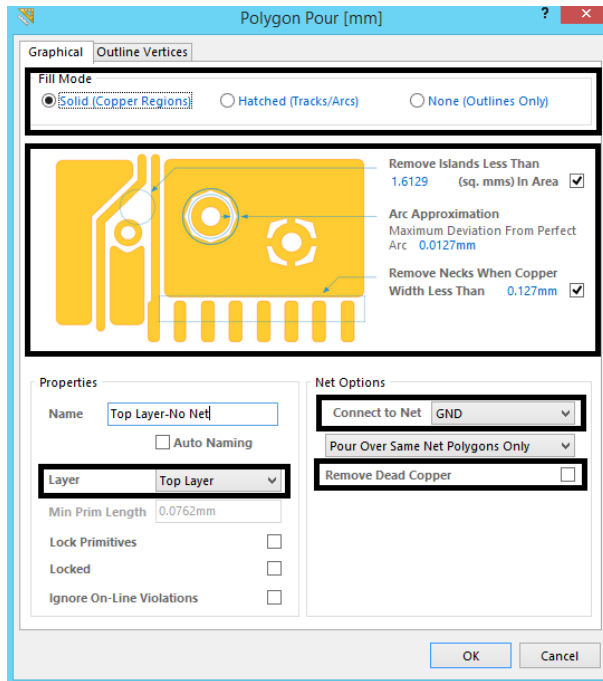 Polygon Pour [mm]
?
×
Graphical Outline Vertices
Fill Mode
Solid (Copper Regions) Hatched (Tracks/Arcs) None (Outlines Only)
Remove Islands Less Than
1.6129 (sq. mms) In Area
Arc Approximation
Maximum Deviation From Perfect
Arc 0.0127mm
Remove Necks When Copper
Width Less Than 0.127mm
Properties
Name Top Layer-No Net
Auto Naming
Layer Top Layer
Min Prim Length 0.0762mm
Lock Primitives
Locked
Ignore On-Line Violations
Net Options
Connect to Net GND
Pour Over Same Net Polygons Only
Remove Dead Copper
OK Cancel